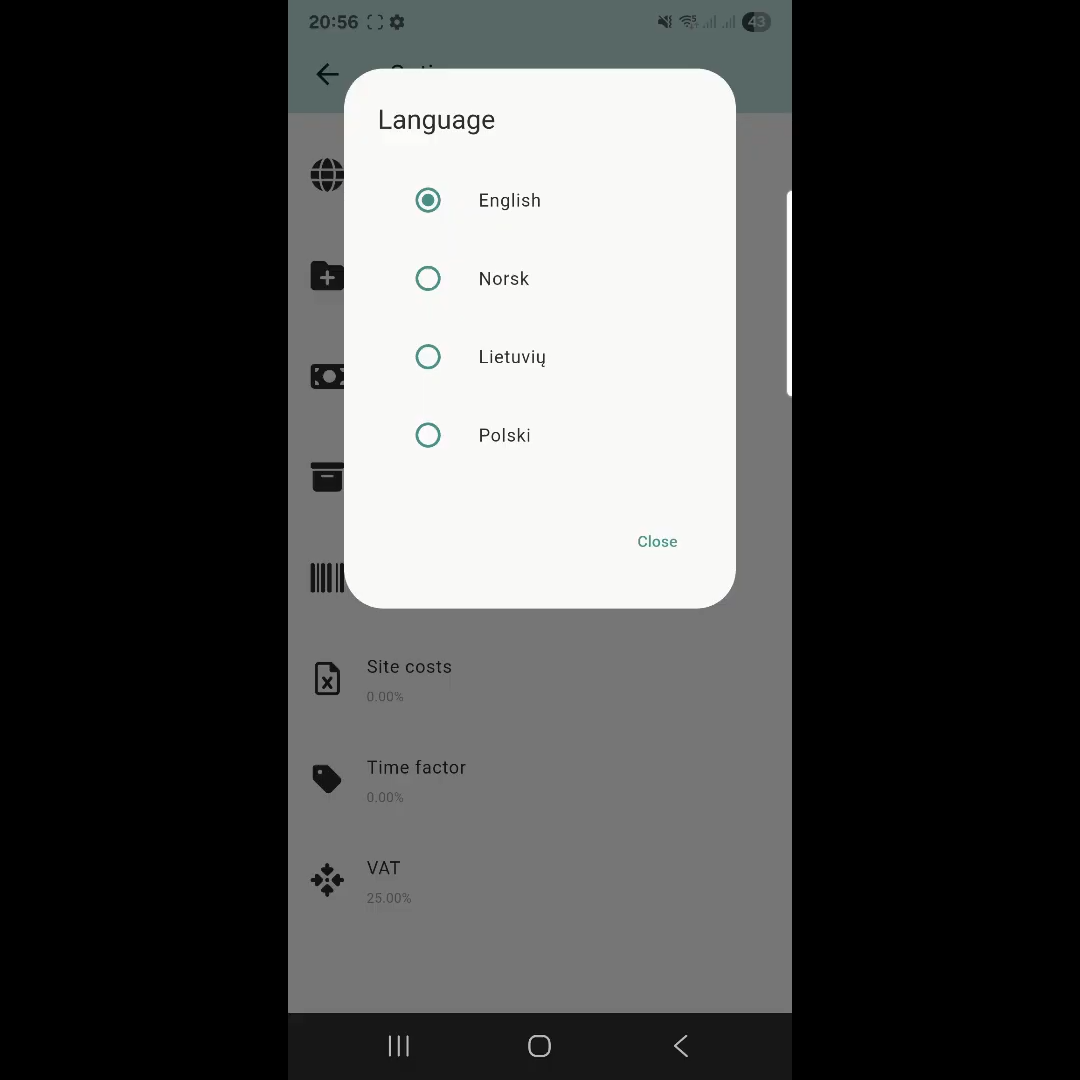 20:56
43
Language
English
Norsk
Lietuvių
Polski
Close
Site costs
0.00%
Time factor
0.00%
VAT
25.00%